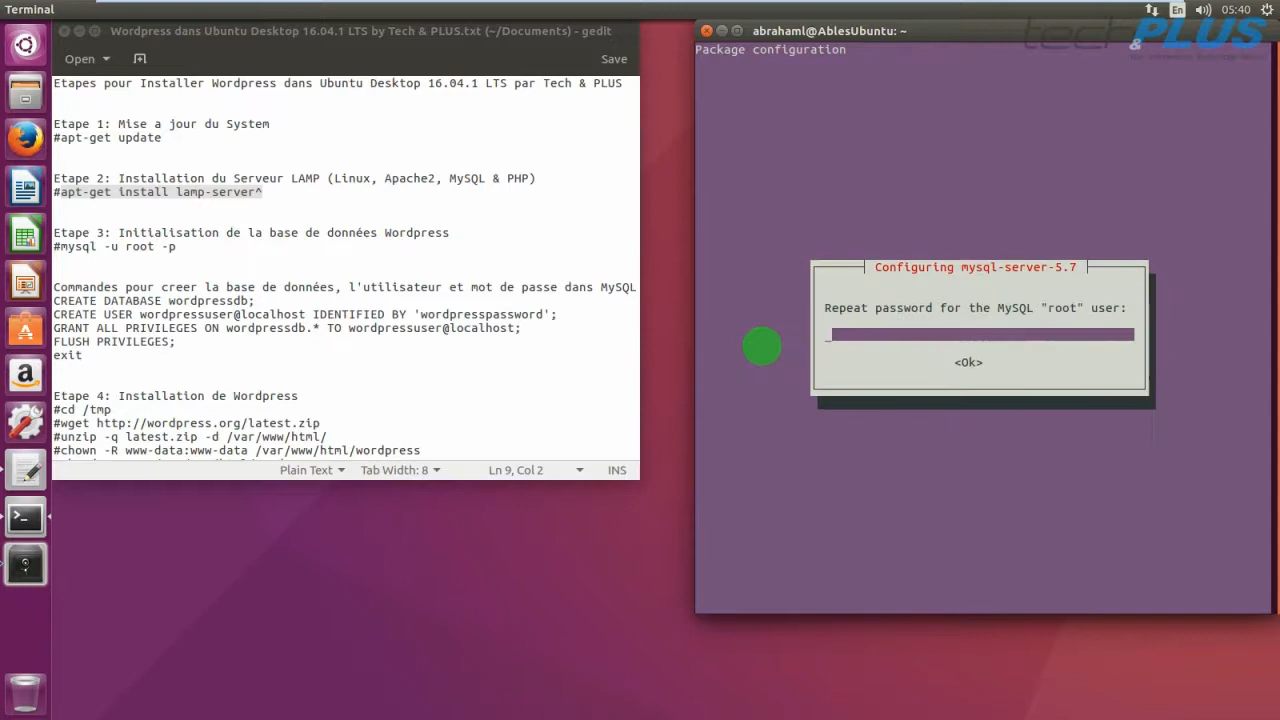 Terminal
En
05:40
Wordpress dans Ubuntu Desktop 16.04.1 LTS by Tech & PLUS.txt (~/Documents) - gedit
Open
Save
Etapes pour Installer Wordpress dans Ubuntu Desktop 16.04.1 LTS par Tech & PLUS
Etape 1: Mise a jour du System
#apt-get update
Etape 2: Installation du Serveur LAMP (Linux, Apache2, MySQL & PHP)
#apt-get install lamp-server^
Etape 3: Initialisation de la base de données Wordpress
#mysql -u root -p
Commandes pour creer la base de données, l'utilisateur et mot de passe dans MySQL
CREATE DATABASE wordpressdb;
CREATE USER wordpressuser@localhost IDENTIFIED BY 'wordpresspassword';
GRANT ALL PRIVILEGES ON wordpressdb.* TO wordpressuser@localhost;
FLUSH PRIVILEGES;
exit
Etape 4: Installation de Wordpress
#cd /tmp
#wget http://wordpress.org/latest.zip
#unzip -q latest.zip -d /var/www/html/
#chown -R www-data:www-data /var/www/html/wordpress
Plain Text
Tab Width: 8
Ln 9, Col 2
INS
abrahaml@AblesUbuntu: ~
tech & PLUS
Package configuration
Configuring mysql-server-5.7
Repeat password for the MySQL "root" user:
<Ok>